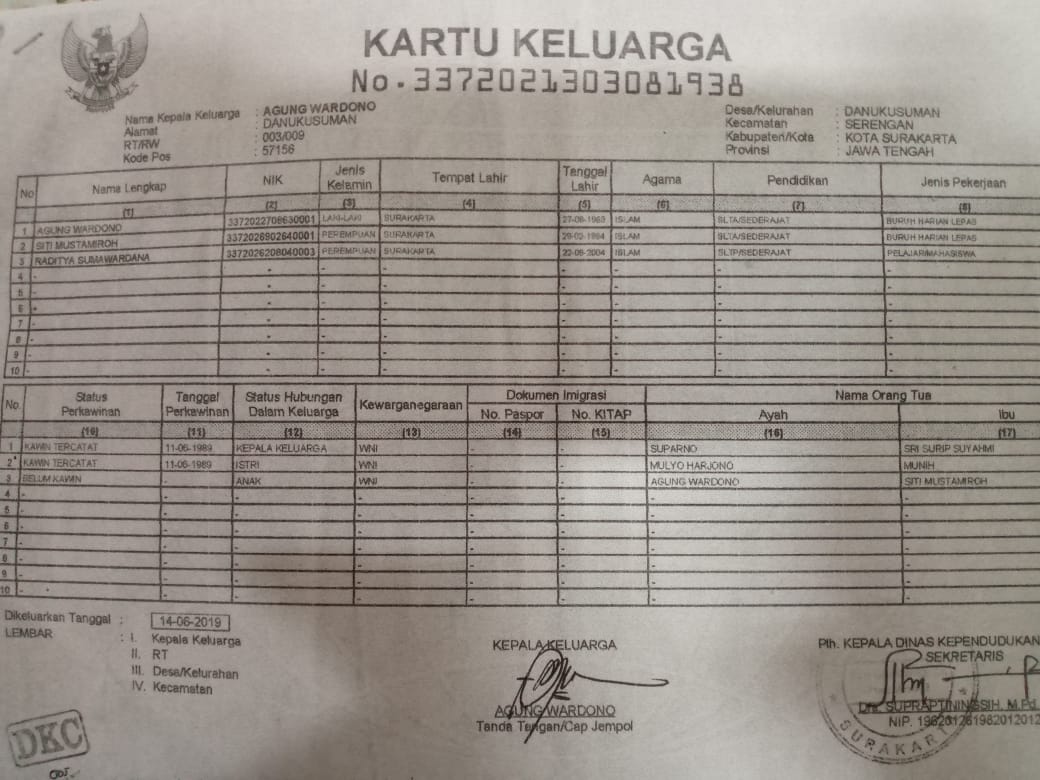 KARTU KELUARGA
No. 3372021303081938
Nama Kepala Keluarga : AGUNG WARDONO
Alamat : DANUKUSUMAN
RT/RW : 003/009
Kode Pos : 57156
Desa/Kelurahan : DANUKUSUMAN
Kecamatan : SERENGAN
Kabupaten/Kota : KOTA SURAKARTA
Provinsi : JAWA TENGAH
No Nama Lengkap NIK Jenis Kelamin Tempat Lahir Tanggal Lahir Agama Pendidikan Jenis Pekerjaan
(1) (2) (3) (4) (5) (6) (7) (8)
1 AGUNG WARDONO 3372022708630001 LAKI-LAKI SURAKARTA 27-08-1963 ISLAM SLTA/SEDERAJAT BURUH HARIAN LEPAS
2 SITI MUSTAMIROH 3372026902640001 PEREMPUAN SURAKARTA 29-02-1964 ISLAM SLTA/SEDERAJAT BURUH HARIAN LEPAS
3 RADITYA SUMAWARDANA 3372026208040003 PEREMPUAN SURAKARTA 22-08-2004 ISLAM SLTP/SEDERAJAT PELAJAR/MAHASISWA
4 - - - - - - - -
5 - - - - - - - -
6 - - - - - - - -
7 - - - - - - - -
8 - - - - - - - -
9 - - - - - - - -
10 - - - - - - - -
No. Status Perkawinan Tanggal Perkawinan Status Hubungan Dalam Keluarga Kewarganegaraan Dokumen Imigrasi Nama Orang Tua
No. Paspor No. KITAP Ayah Ibu
(10) (11) (12) (13) (14) (15) (16) (17)
1 KAWIN TERCATAT 11-06-1989 KEPALA KELUARGA WNI - - SUPARNO SRI SURIP SUYAHMI
2 KAWIN TERCATAT 11-06-1989 ISTRI WNI - - MULYO HARJONO MUNIH
3 BELUM KAWIN - ANAK WNI - - AGUNG WARDONO SITI MUSTAMIROH
4 - - - - - - - -
5 - - - - - - - -
6 - - - - - - - -
7 - - - - - - - -
8 - - - - - - - -
9 - - - - - - - -
10 - - - - - - - -
Dikeluarkan Tanggal : 14-06-2019
LEMBAR : I. Kepala Keluarga
II. RT
III. Desa/Kelurahan
IV. Kecamatan
KEPALA KELUARGA
AGUNG WARDONO
Tanda Tangan/Cap Jempol
Plh. KEPALA DINAS KEPENDUDUKAN
SEKRETARIS
Dra. SUPRAPTININGSIH, M.Pd
NIP.
SURAKARTA
DKC